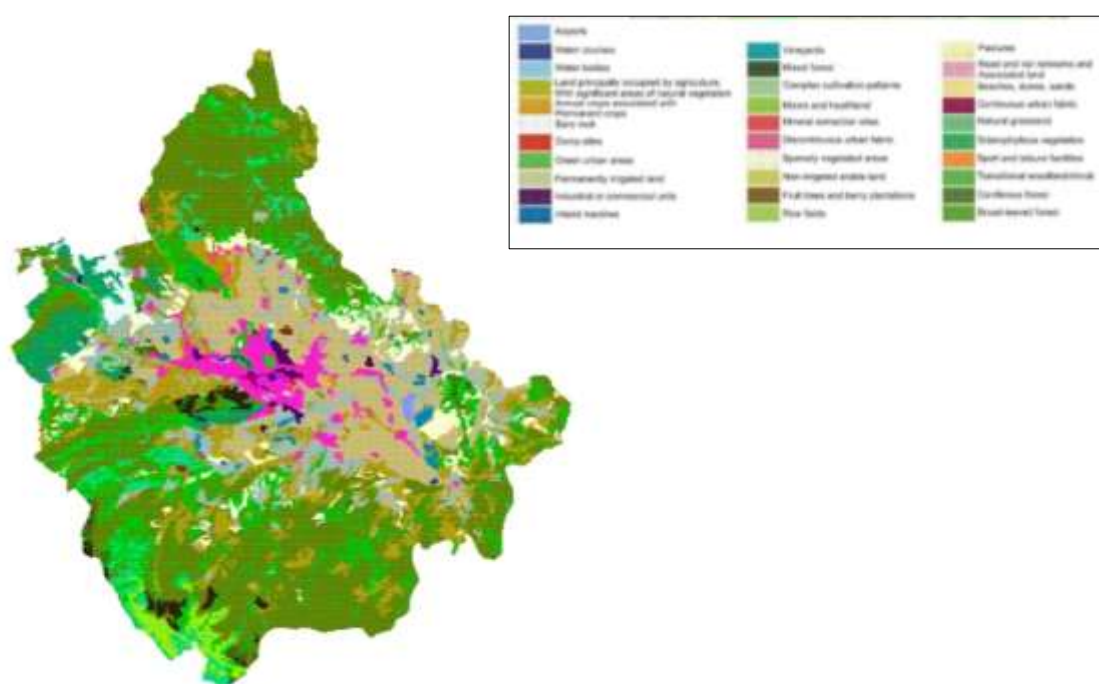 Airports
Water courses
Water bodies
Land principally occupied by agriculture,
With significant areas of natural vegetation
Annual crops associated with
Permanent crops
Bare rock
Dump sites
Green urban areas
Permanently irrigated land
Industrial or commercial units
Inland marshes
Vineyards
Mixed forest
Complex cultivation patterns
Moors and heathland
Mineral extraction sites
Discontinuous urban fabric
Sparsely vegetated areas
Non-irrigated arable land
Fruit trees and berry plantations
Rice fields
Pastures
Road and rail networks and
Associated land
Beaches, dunes, sands
Continuous urban fabric
Natural grassland
Sclerophyllous vegetation
Sport and leisure facilities
Transitional woodland/shrub
Coniferous forest
Broad-leaved forest